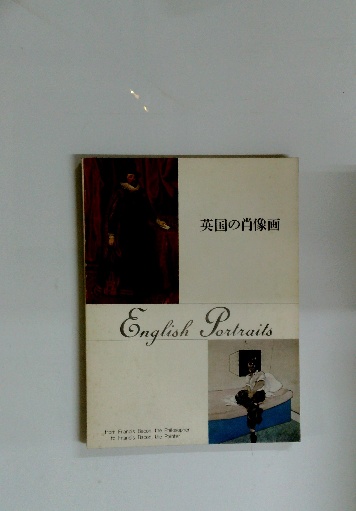 英国の肖像画
English Portraits
from Francis Bacon, the Philosopher
to Francis Bacon, the Painter